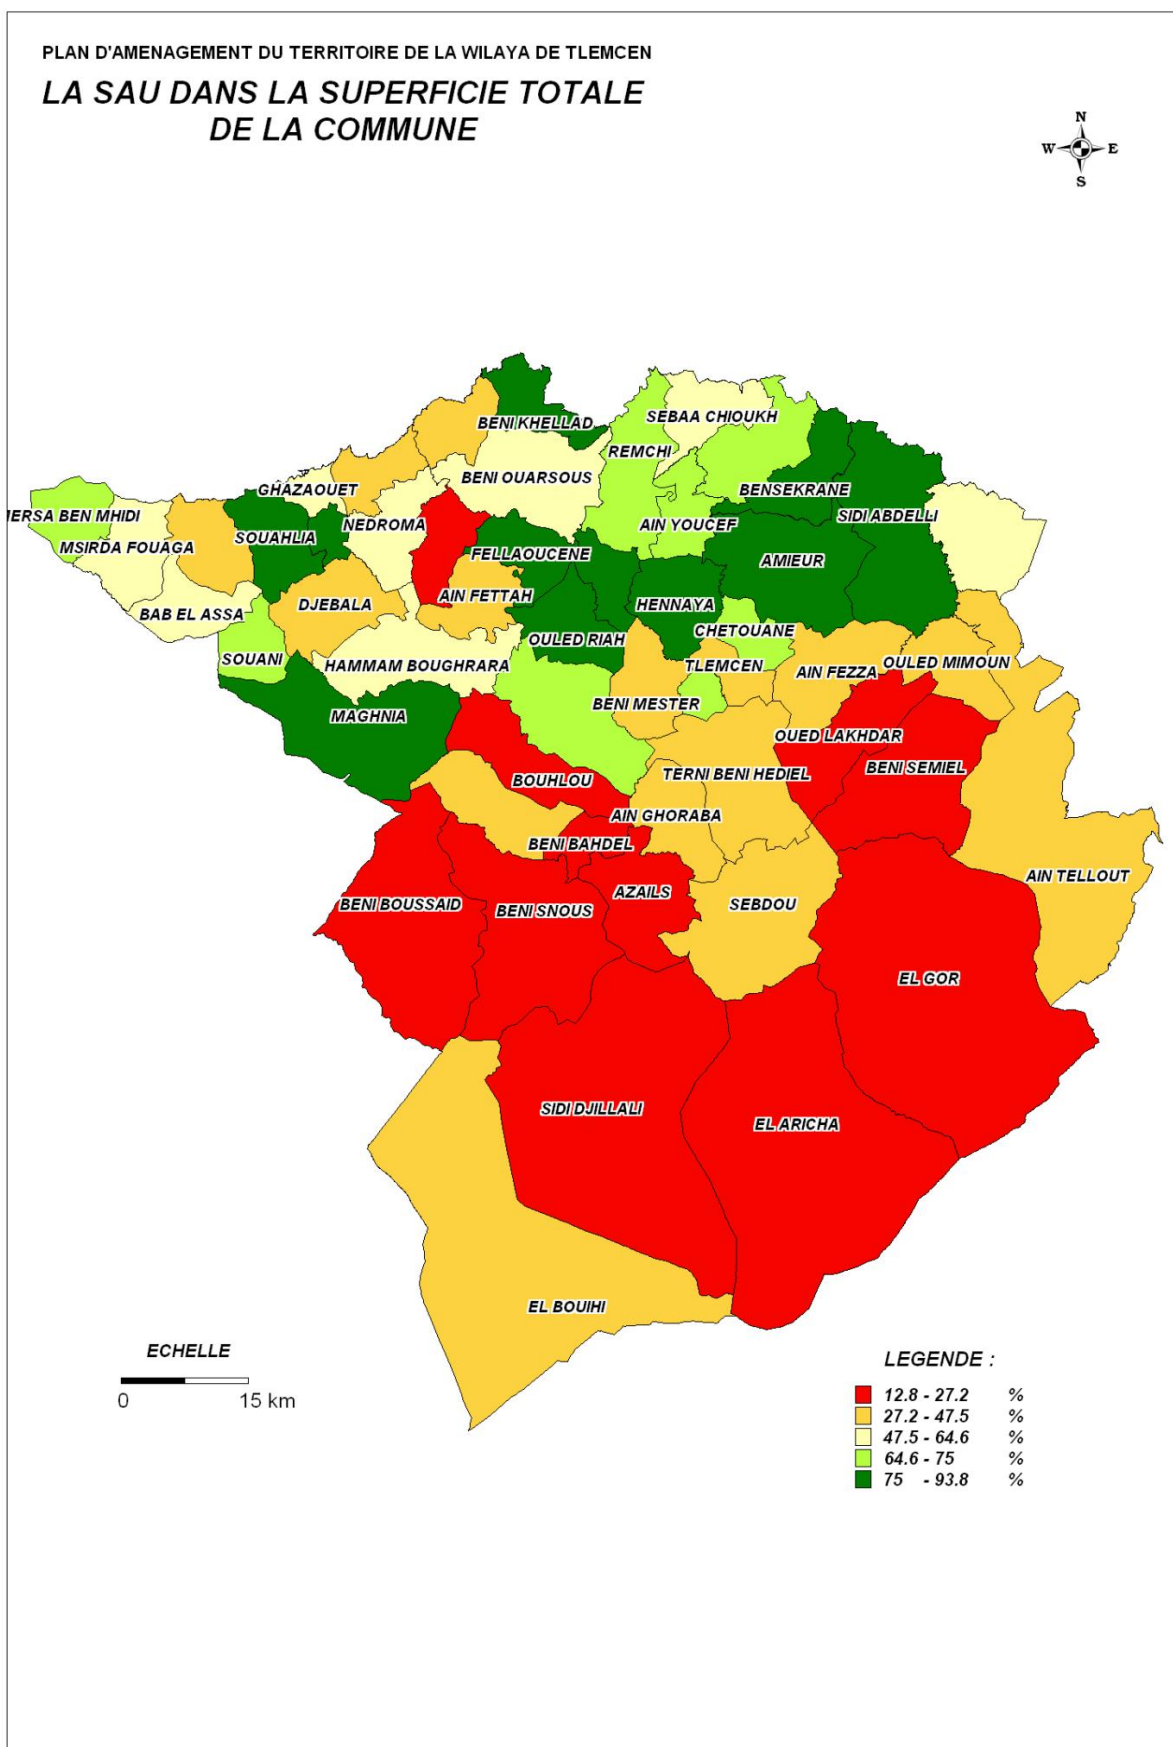 PLAN D'AMENAGEMENT DU TERRITOIRE DE LA WILAYA DE TLEMCEN
LA SAU DANS LA SUPERFICIE TOTALE
DE LA COMMUNE
N
W E
S
BENI KHELLAD
SEBAA CHIOUKH
REMCHI
BENI OUARSOUS
GHAZAOUET
BENSEKRANE
ERSA BEN MHIDI
NEDROMA
AIN YOUCEF
SIDI ABDELLI
SOUAHLIA
MSIRDA FOUAGA
FELLAOUCENE
AMIEUR
AIN FETTAH
DJEBALA
HENNAYA
BAB EL ASSA
CHETOUANE
OULED RIAH
SOUANI
HAMMAM BOUGHRARA
TLEMCEN
AIN FEZZA
OULED MIMOUN
BENI MESTER
MAGHNIA
OUED LAKHDAR
TERNI BENI HEDIEL
BENI SEMIEL
BOUHLOU
AIN GHORABA
BENI BAHDEL
AIN TELLOUT
AZAILS
BENI BOUSSAID
BENI SNOUS
SEBDOU
EL GOR
SIDI DJILLALI
EL ARICHA
EL BOUIHI
ECHELLE
0 15 km
LEGENDE :
12.8 - 27.2 %
27.2 - 47.5 %
47.5 - 64.6 %
64.6 - 75 %
75 - 93.8 %